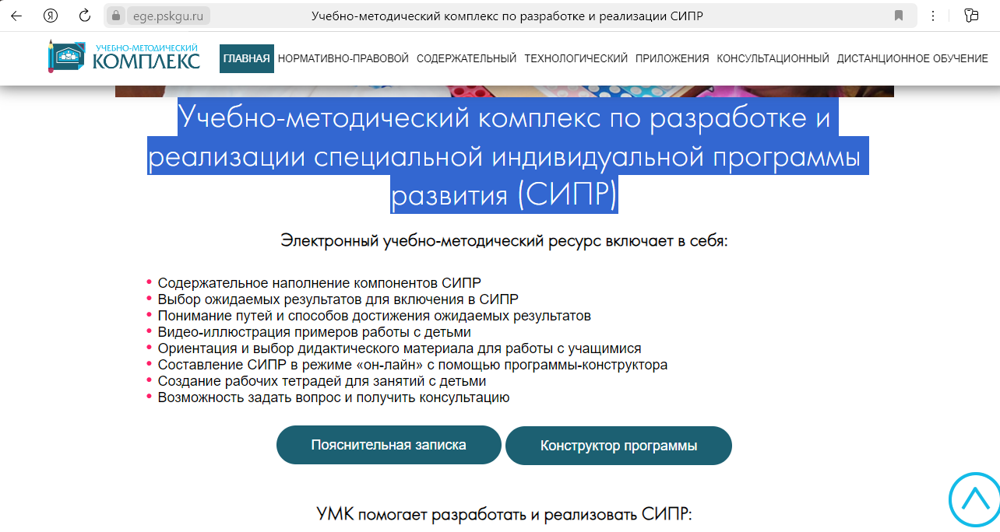 ege.pskgu.ru
Учебно-методический комплекс по разработке и реализации СИПР
УЧЕБНО-МЕТОДИЧЕСКИЙ
КОМПЛЕКС
ГЛАВНАЯ НОРМАТИВНО-ПРАВОВОЙ СОДЕРЖАТЕЛЬНЫЙ ТЕХНОЛОГИЧЕСКИЙ ПРИЛОЖЕНИЯ КОНСУЛЬТАЦИОННЫЙ ДИСТАНЦИОННОЕ ОБУЧЕНИЕ
Учебно-методический комплекс по разработке и
реализации специальной индивидуальной программы
развития (СИПР)
Электронный учебно-методический ресурс включает в себя:
• Содержательное наполнение компонентов СИПР
• Выбор ожидаемых результатов для включения в СИПР
• Понимание путей и способов достижения ожидаемых результатов
• Видео-иллюстрация примеров работы с детьми
• Ориентация и выбор дидактического материала для работы с учащимися
• Составление СИПР в режиме «он-лайн» с помощью программы-конструктора
• Создание рабочих тетрадей для занятий с детьми
• Возможность задать вопрос и получить консультацию
Пояснительная записка
Конструктор программы
УМК помогает разработать и реализовать СИПР: